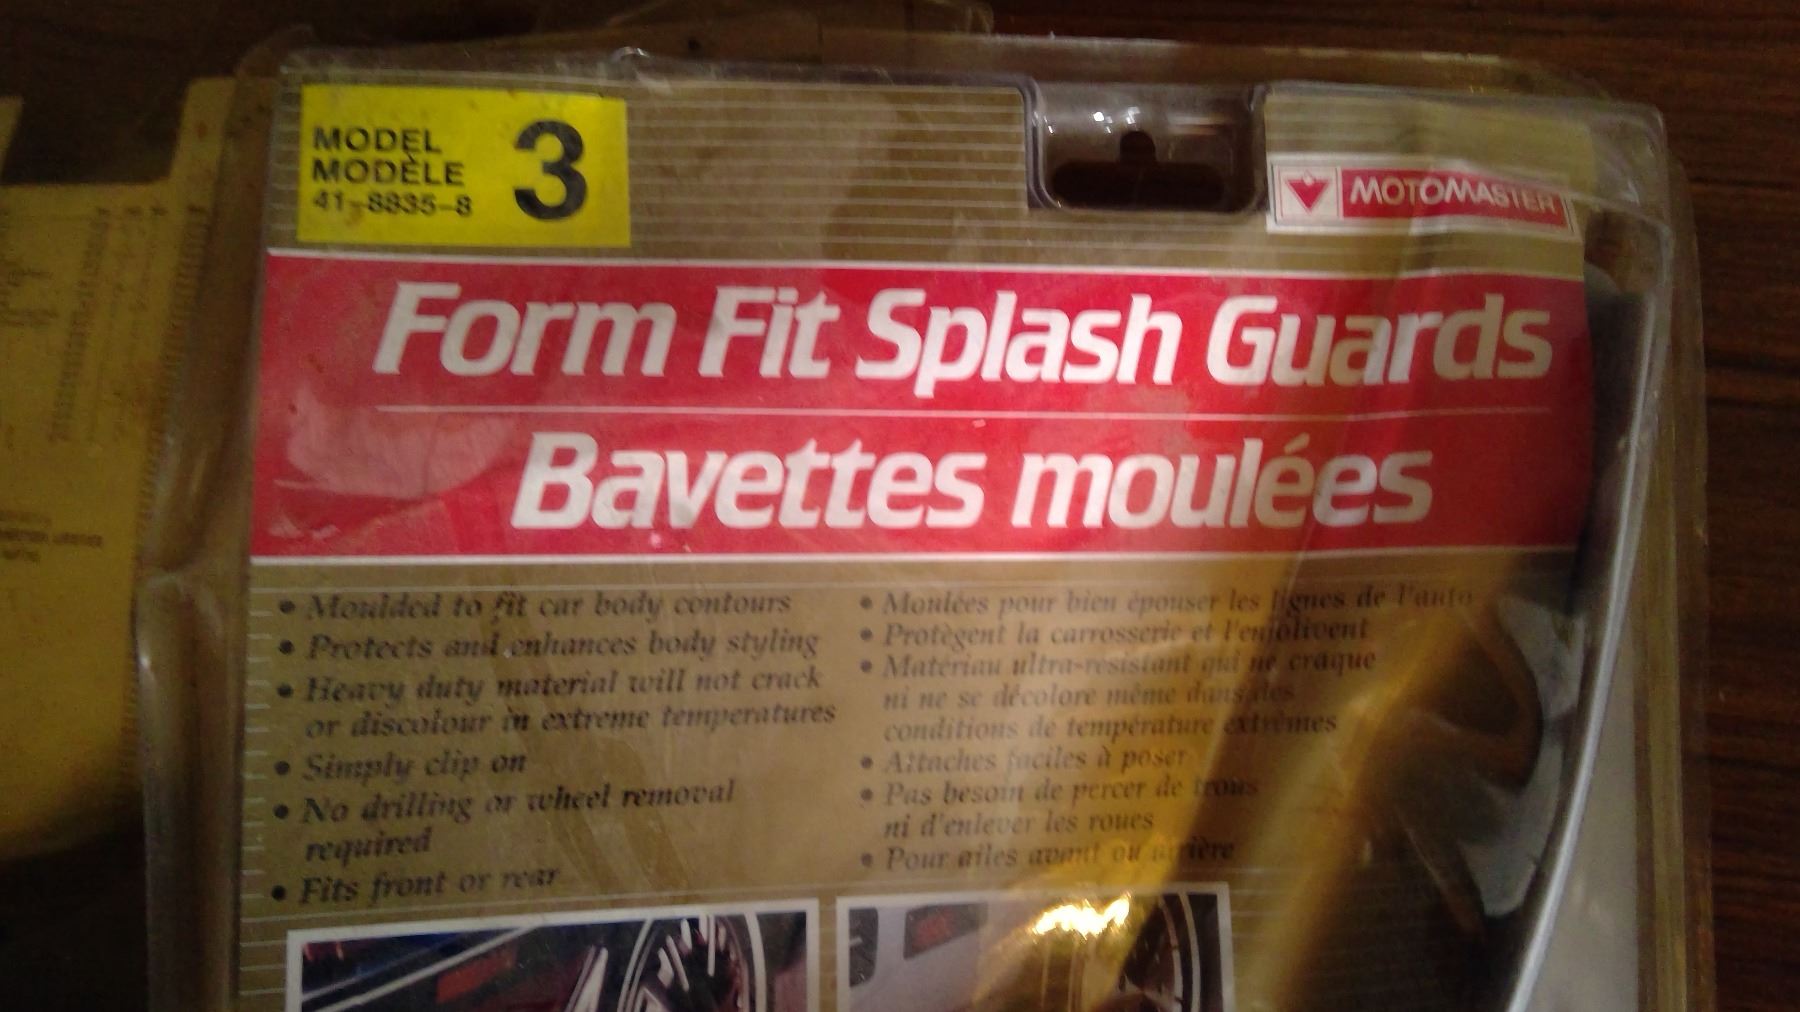 MODEL
MODÈLE
41-8835-8
3
MOTOMASTER
Form Fit Splash Guards
Bavettes moulées
• Moulded to fit car body contours
• Protects and enhances body styling
• Heavy duty material will not crack
or discolour in extreme temperatures
• Simply clip on
• No drilling or wheel removal
required
• Fits front or rear
• Moulées pour bien épouser les lignes de l'auto
• Protègent la carrosserie et l'enjolivent
• Matériau ultra-résistant qui ne craque
ni ne se décolore même dans des
conditions de température extrêmes
• Attaches faciles à poser
• Pas besoin de percer de trous
ni d'enlever les roues
• Pour ailes avant ou arrière